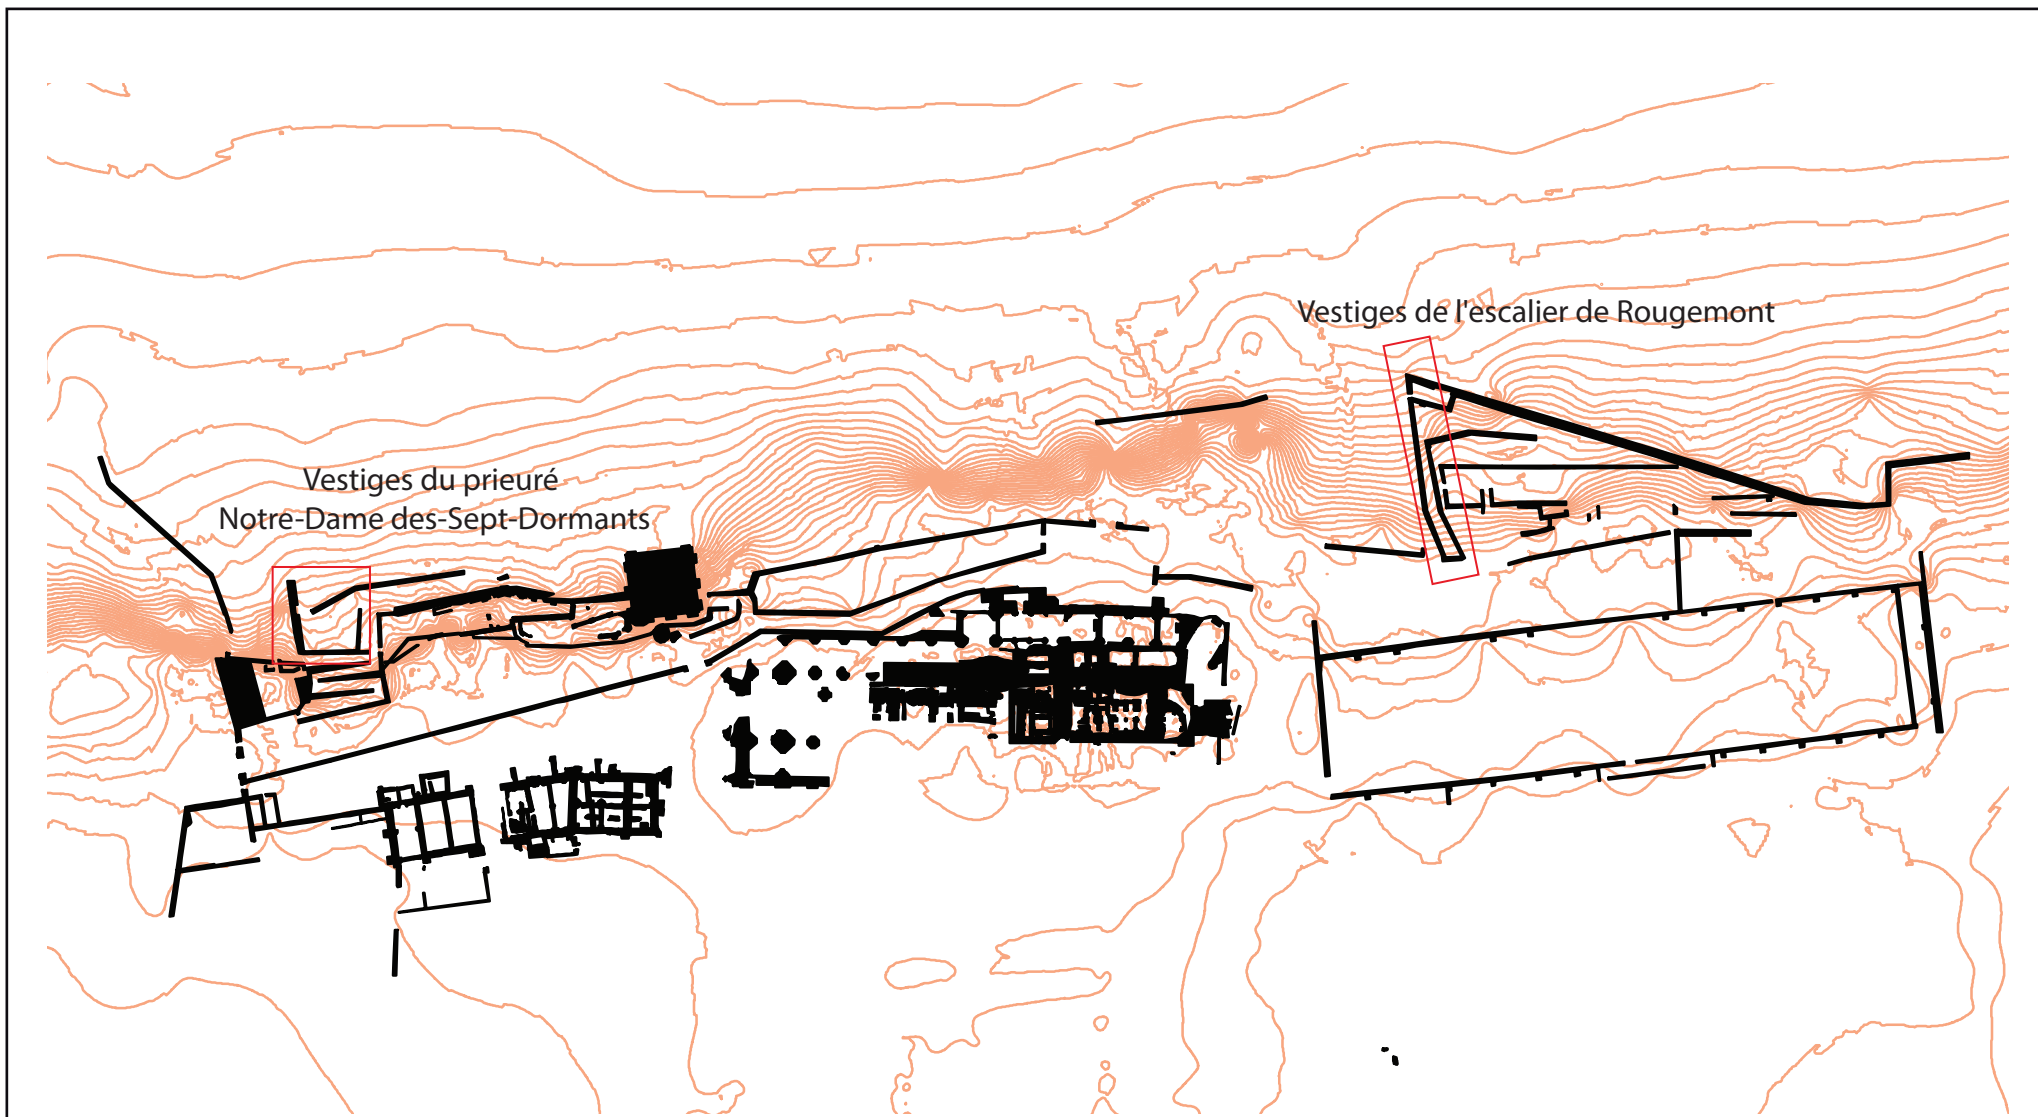 Vestiges de l'escalier de Rougemont
Vestiges du prieuré
Notre-Dame des-Sept-Dormants